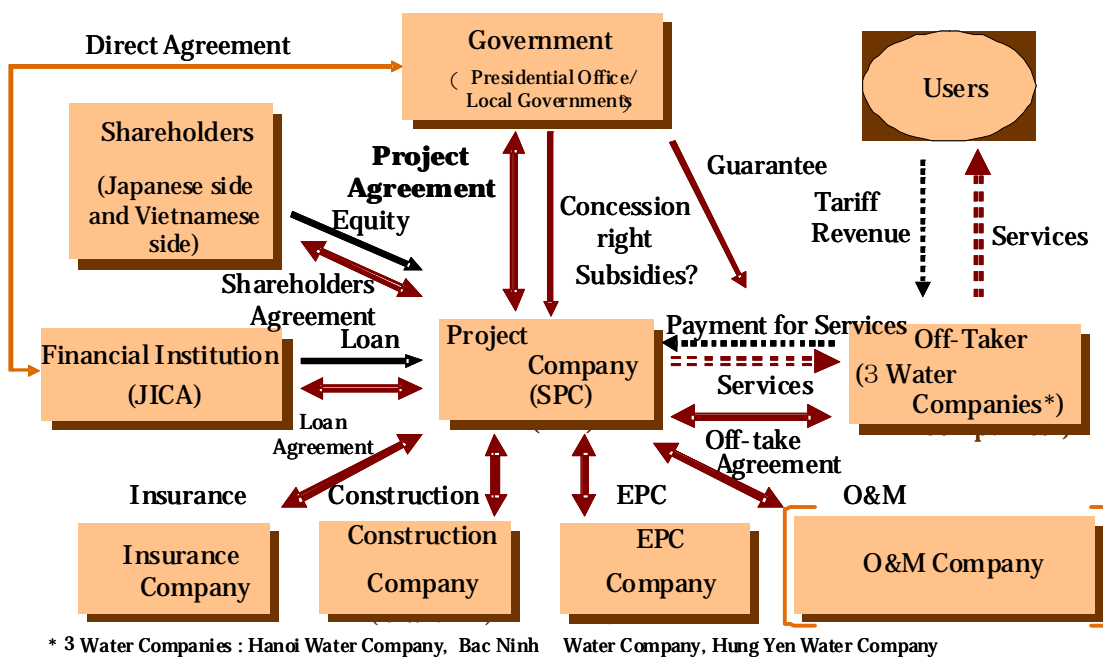 Direct Agreement
Government
( Presidential Office/
Local Governments)
Users
Shareholders
(Japanese side
and Vietnamese
side)
Project
Agreement
Equity
Guarantee
Concession
right
Subsidies?
Tariff
Revenue
Services
Shareholders
Agreement
Financial Institution
(JICA)
Loan
Project
Company
(SPC)
Payment for Services
Services
Off-Taker
(3 Water
Companies*)
Loan
Agreement
Off-take
Agreement
Insurance
Construction
EPC
O&M
Insurance
Company
Construction
Company
EPC
Company
O&M Company
* 3 Water Companies : Hanoi Water Company, Bac Ninh Water Company, Hung Yen Water Company